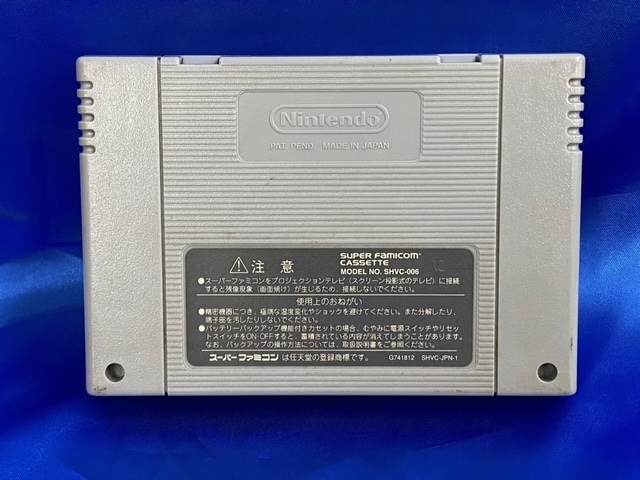 Nintendo
PAT. PEND MADE IN JAPAN
SUPER FAMICOM
CASSETTE
MODEL NO. SHVC-006
⚠注意
●スーパーファミコンをプロジェクションテレビ（スクリーン投影式のテレビ）に接続
すると残像現象（画面焼け）が生じるため、接続しないでください。
使用上のおねがい
●精密機器につき、極端な温度変化やショックを避けてください。また分解したり、
端子部を汚したりしないでください。
●バッテリーバックアップ機能付きカセットの場合、むやみに電源スイッチやリセッ
トスイッチをON・OFFすると、蓄積されている内容が消えてしまうことがあります。
なお、バックアップの操作方法については、取扱説明書をご参照ください。
スーパーファミコンは任天堂の登録商標です。 G741812 SHVC-JPN-1